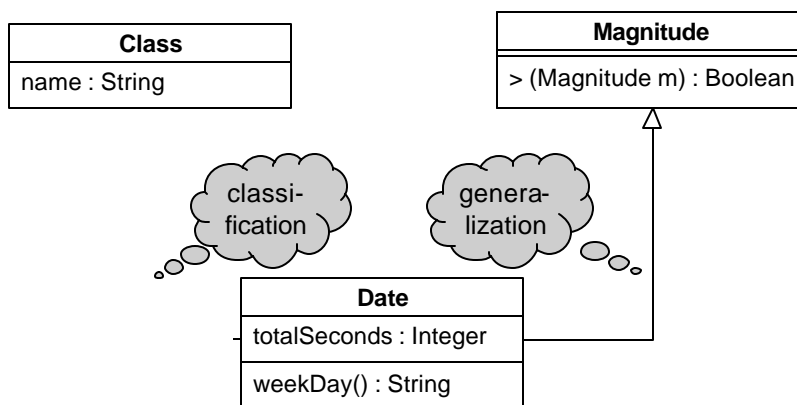 Class
name : String
Magnitude
> (Magnitude m) : Boolean
classi-
fication
genera-
lization
Date
totalSeconds : Integer
weekDay() : String